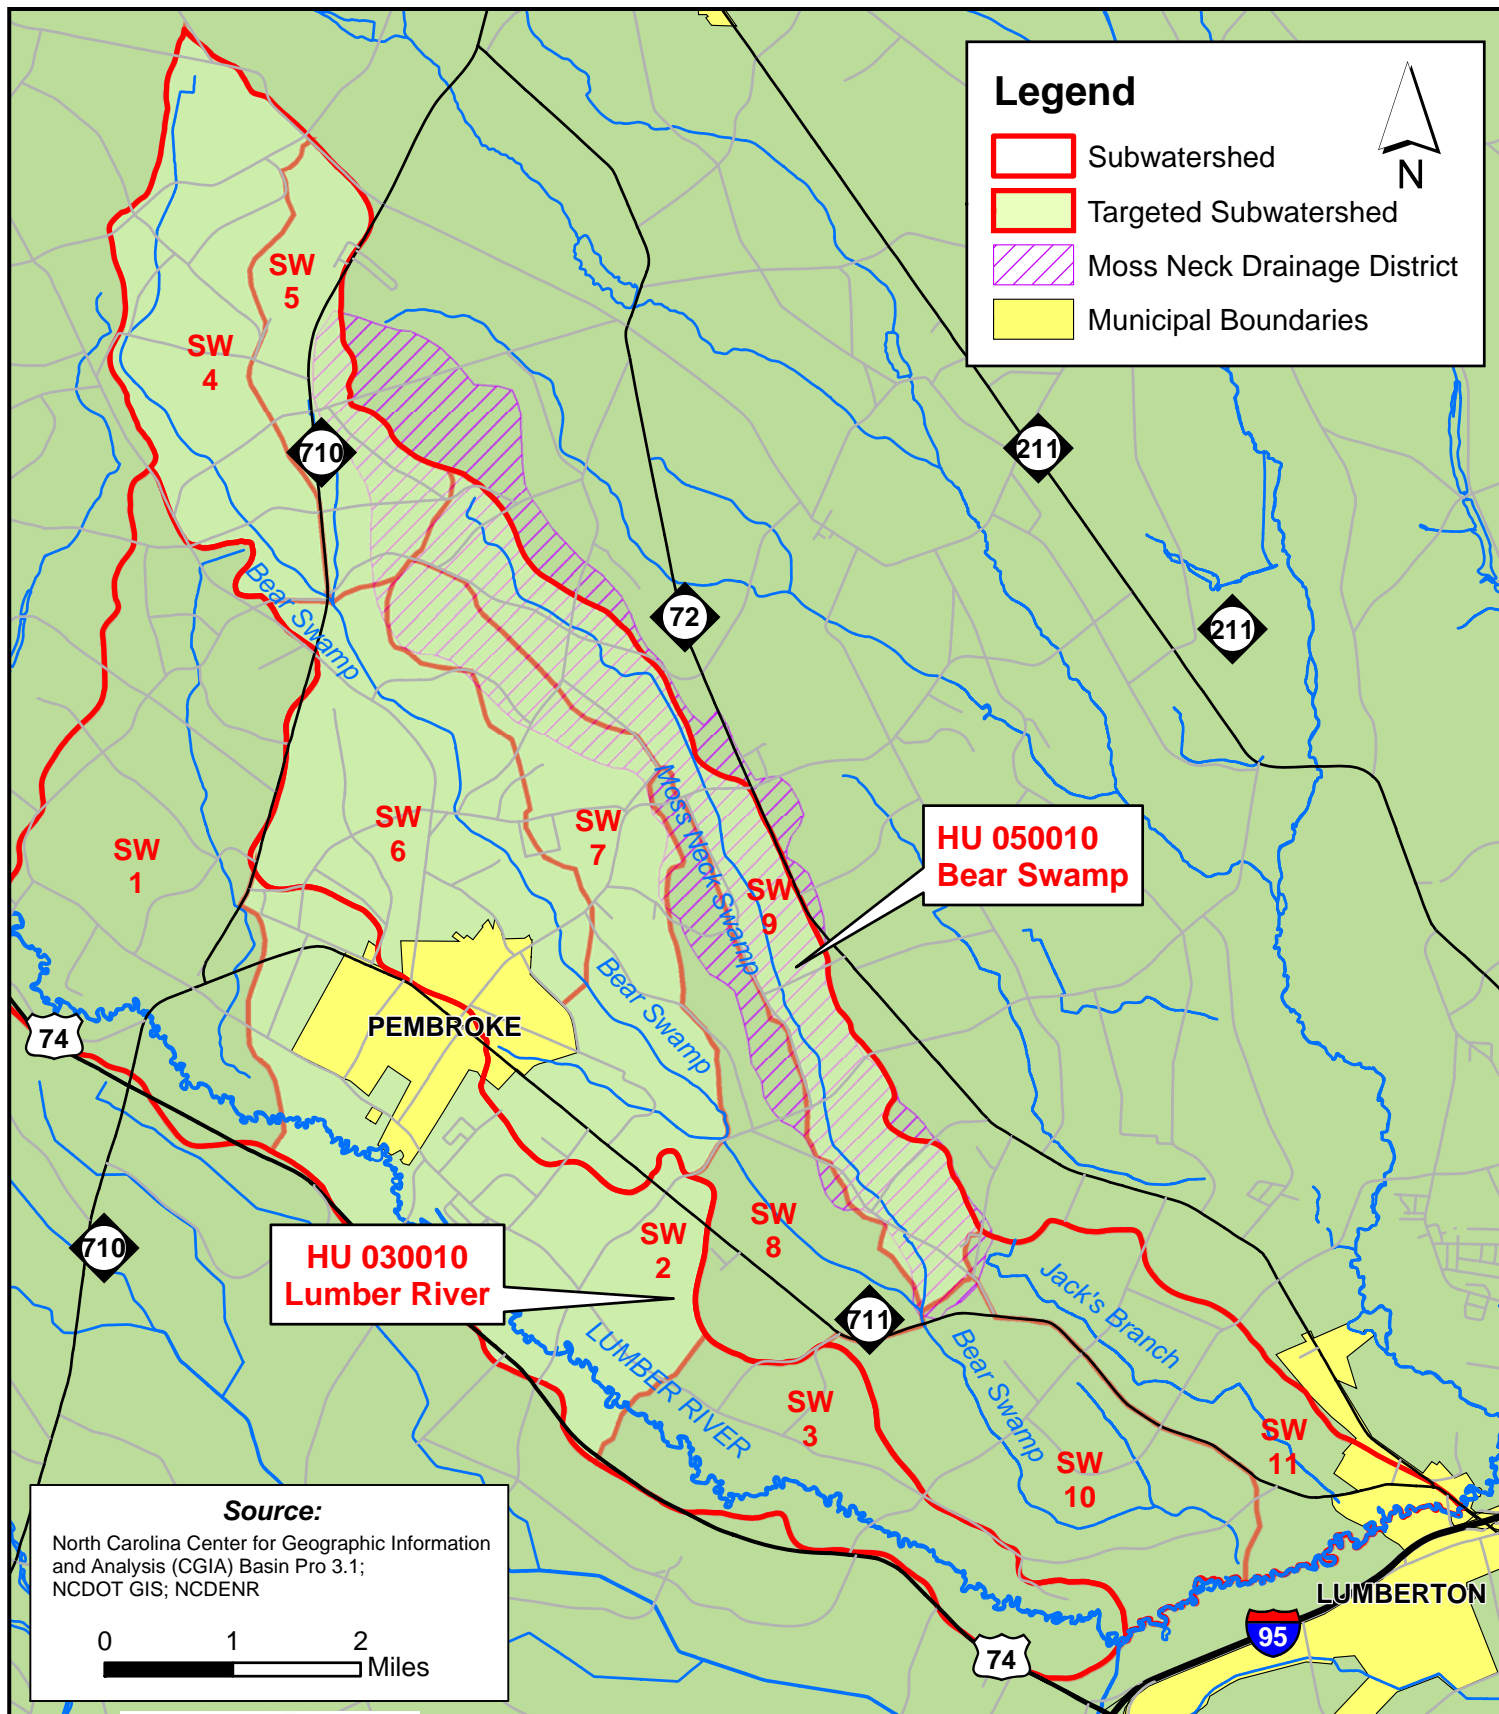 Legend
N
Subwatershed
Targeted Subwatershed
Moss Neck Drainage District
Municipal Boundaries
SW
5
SW
4
710
211
72
211
Bear Swamp
Moss Neck Swamp
SW
6
SW
7
SW
1
SW
9
HU 050010
Bear Swamp
Bear Swamp
74
PEMBROKE
710
SW
2
SW
8
HU 030010
Lumber River
711
Jack's Branch
LUMBER RIVER
Bear Swamp
SW
3
SW
10
SW
11
Source:
North Carolina Center for Geographic Information
and Analysis (CGIA) Basin Pro 3.1;
NCDOT GIS; NCDENR
0 1 2
Miles
LUMBERTON
95
74